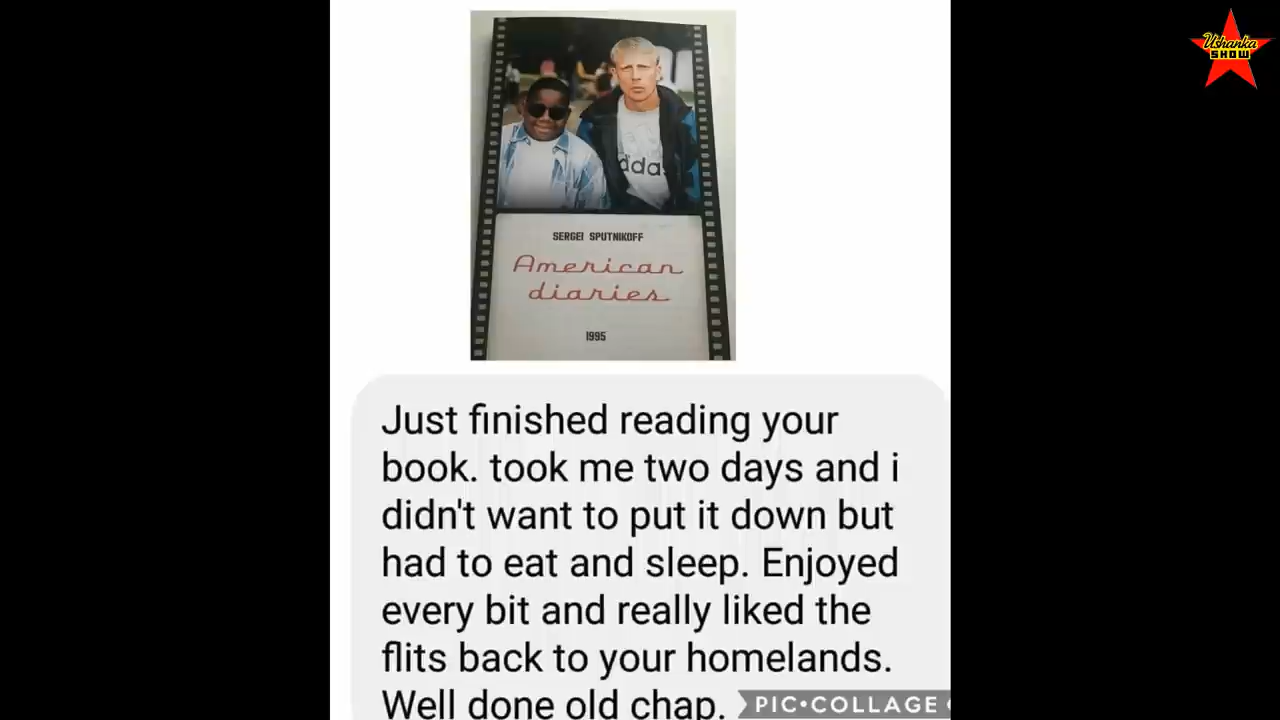 Ushanka
SHOW
adidas
SERGEI SPUTNIKOFF
American
diaries
1995
Just finished reading your
book. took me two days and i
didn't want to put it down but
had to eat and sleep. Enjoyed
every bit and really liked the
flits back to your homelands.
Well done old chap.
PIC•COLLAGE